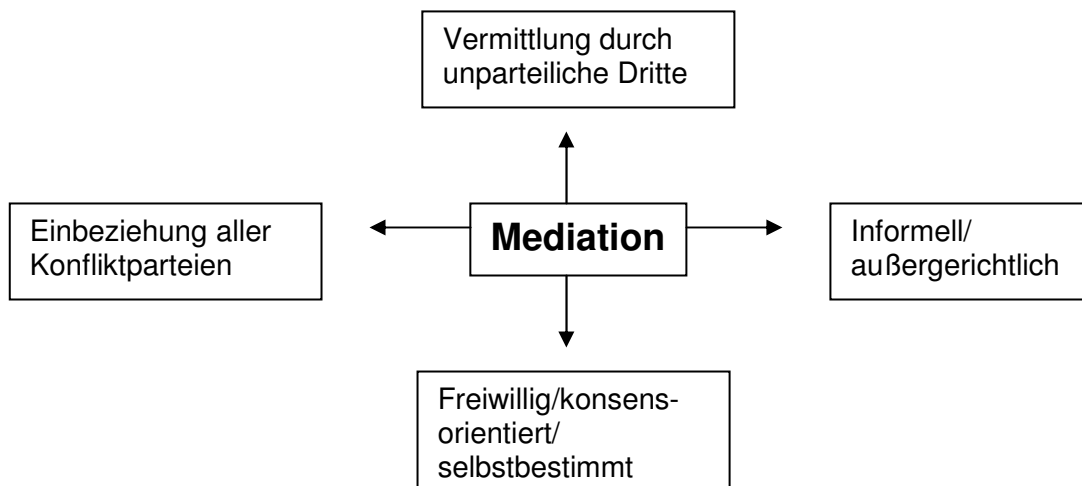 Vermittlung durch
unparteiliche Dritte
Einbeziehung aller
Konfliktparteien
Mediation
Informell/
außergerichtlich
Freiwillig/konsens-
orientiert/
selbstbestimmt